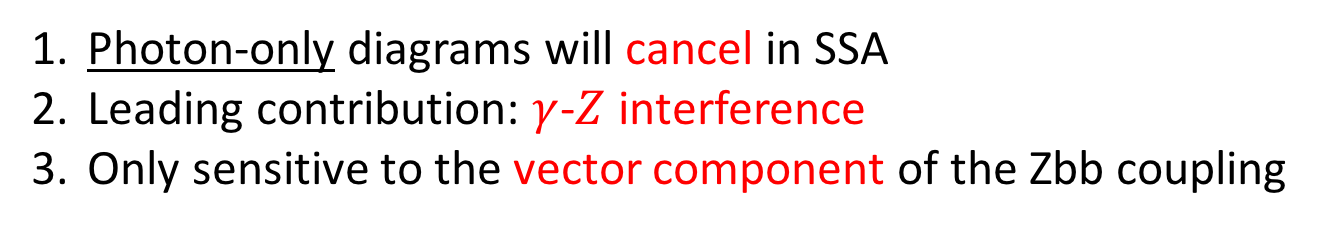 1. Photon-only diagrams will cancel in SSA
2. Leading contribution: γ-Z interference
3. Only sensitive to the vector component of the Zbb coupling